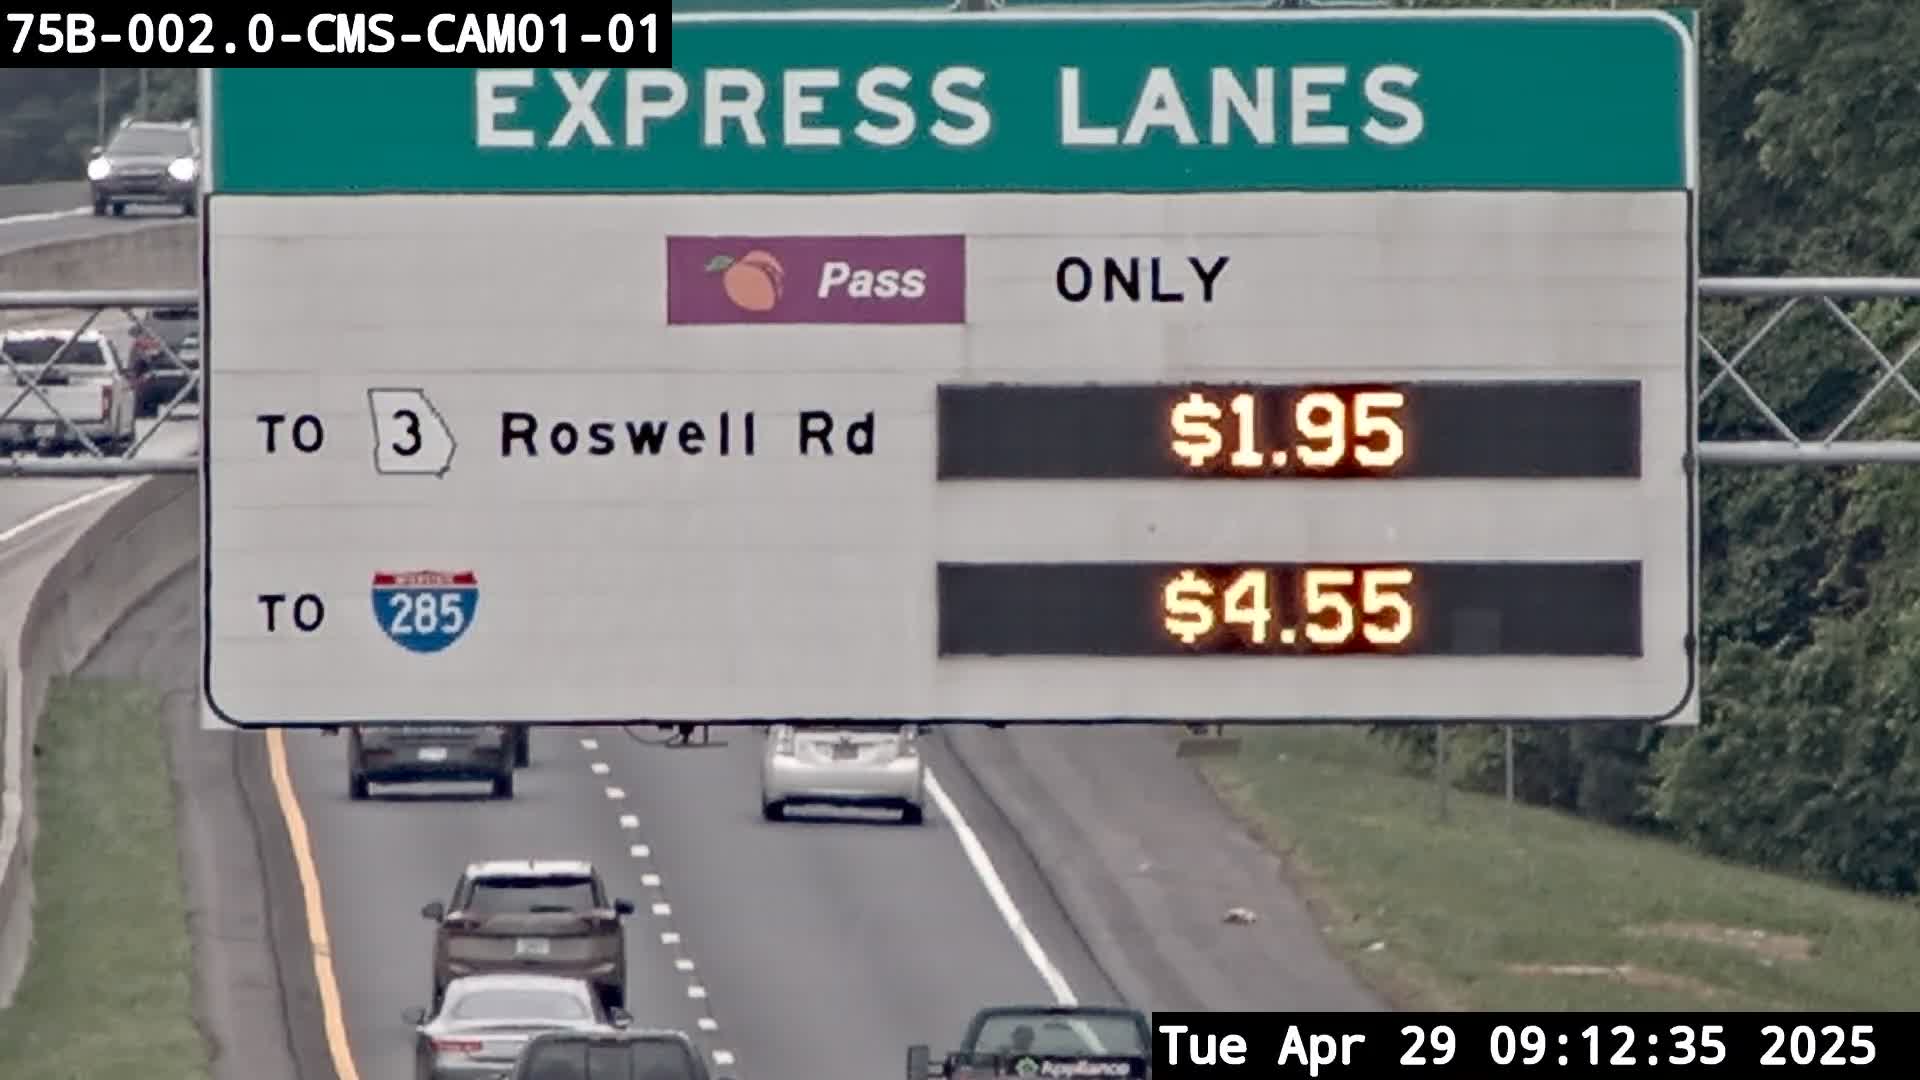 75B-002.0-CMS-CAM01-01
EXPRESS LANES
Pass ONLY
TO 3 Roswell Rd $1.95
TO 285 $4.55
Appliance
Tue Apr 29 09:12:35 2025